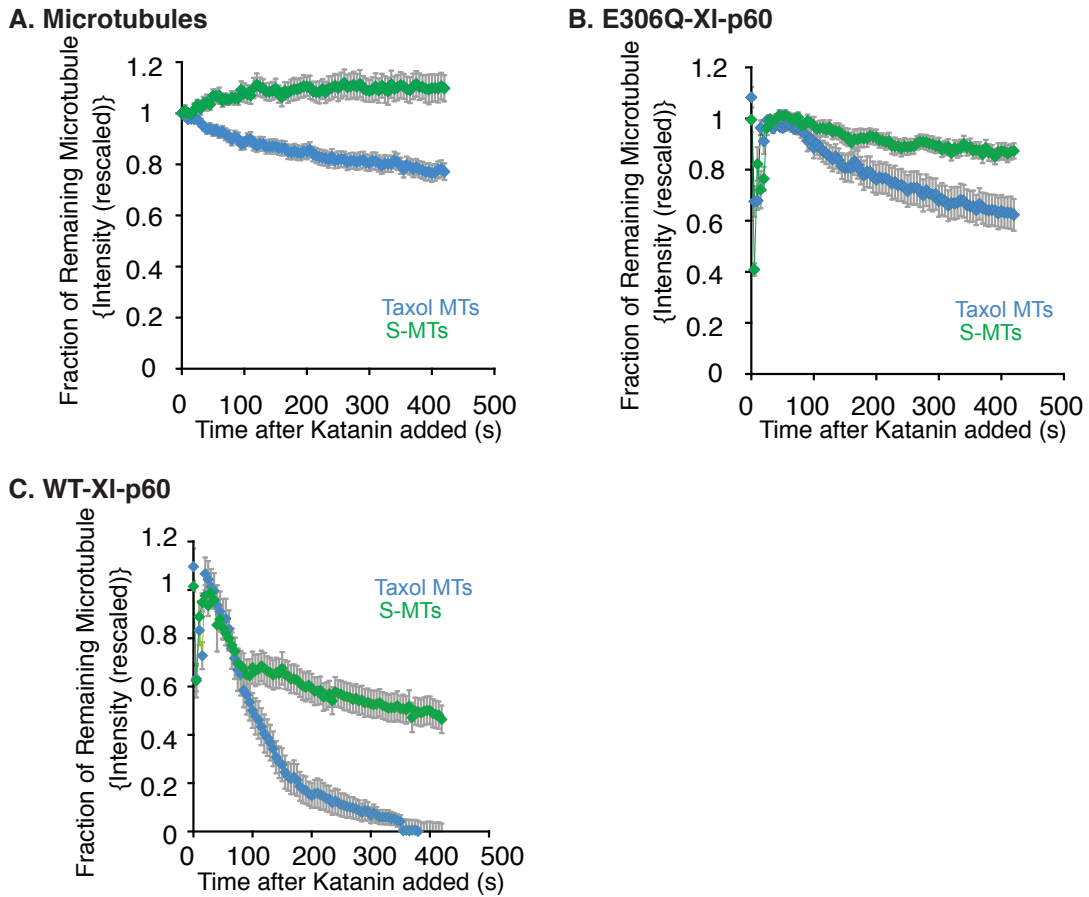 A. Microtubules
Fraction of Remaining Microtubule
{Intensity (rescaled)}
1.2
1
0.8
0.6
0.4
0.2
0
Taxol MTs
S-MTs
0 100 200 300 400 500
Time after Katanin added (s)
B. E306Q-Xl-p60
Fraction of Remaining Microtubule
{Intensity (rescaled)}
1.2
1
0.8
0.6
0.4
0.2
0
Taxol MTs
S-MTs
0 100 200 300 400 500
Time after Katanin added (s)
C. WT-Xl-p60
Fraction of Remaining Microtubule
{Intensity (rescaled)}
1.2
1
0.8
0.6
0.4
0.2
0
Taxol MTs
S-MTs
0 100 200 300 400 500
Time after Katanin added (s)